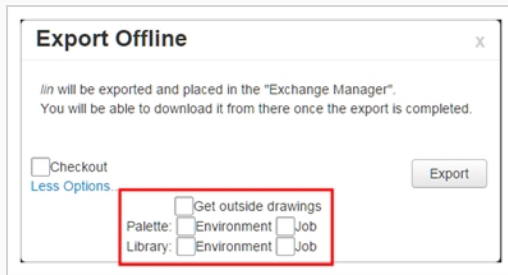 Export Offline
x
lin will be exported and placed in the "Exchange Manager".
You will be able to download it from there once the export is completed.
Checkout
Export
Less Options...
Get outside drawings
Palette: Environment Job
Library: Environment Job